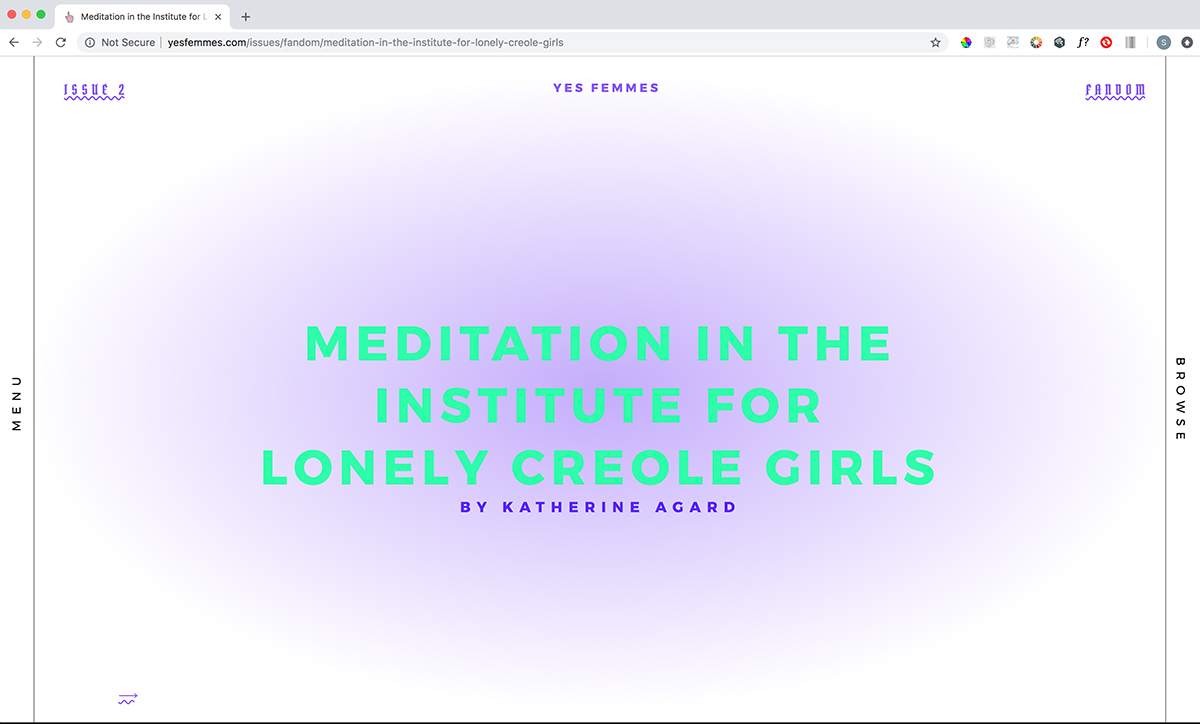 Meditation in the Institute for L
Not Secure | yesfemmes.com/issues/fandom/meditation-in-the-institute-for-lonely-creole-girls
f?
S
ISSUE 2
YES FEMMES
FANDOM
MENU
BROWSE
MEDITATION IN THE
INSTITUTE FOR
LONELY CREOLE GIRLS
BY KATHERINE AGARD